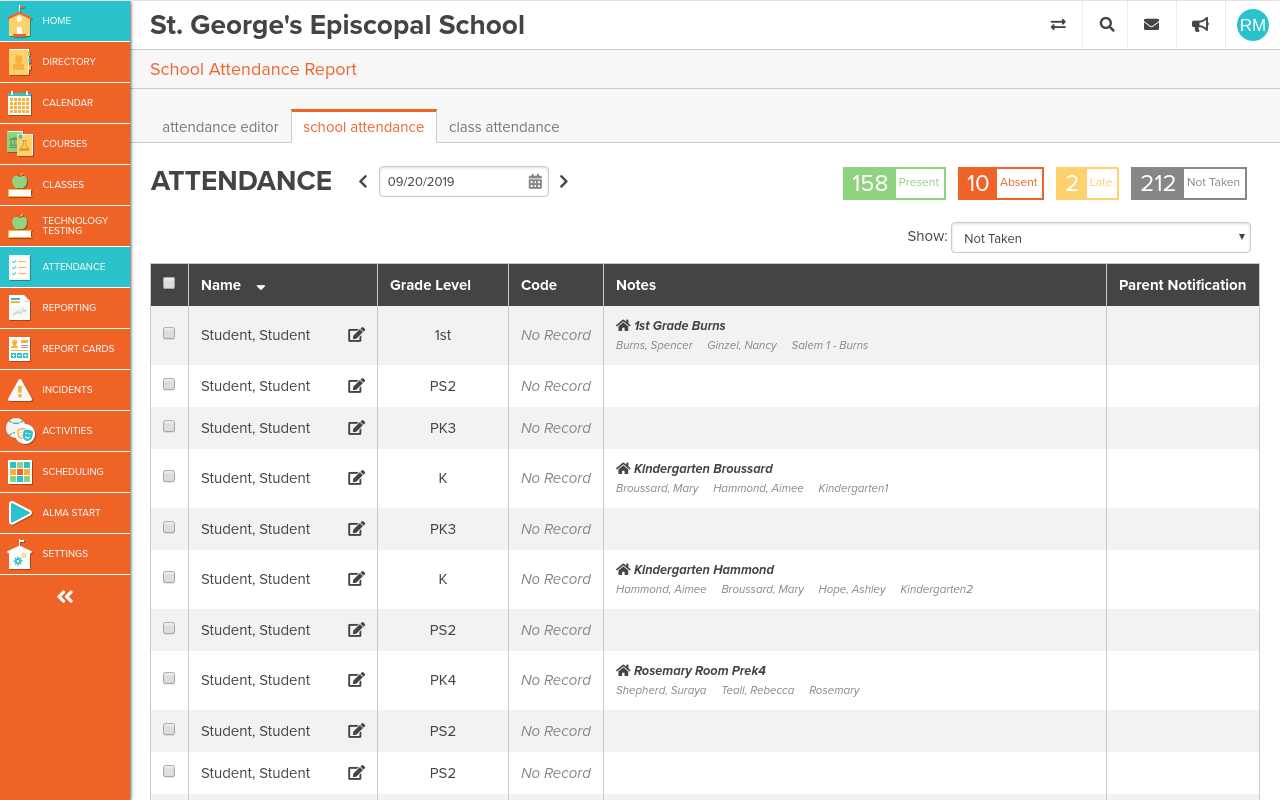 HOME
DIRECTORY
CALENDAR
COURSES
CLASSES
TECHNOLOGY
TESTING
ATTENDANCE
REPORTING
REPORT CARDS
INCIDENTS
ACTIVITIES
SCHEDULING
ALMA START
SETTINGS
St. George's Episcopal School
RM
School Attendance Report
attendance editor school attendance class attendance
ATTENDANCE 09/20/2019 158 Present 10 Absent 2 Late 212 Not Taken
Show: Not Taken
Name Grade Level Code Notes Parent Notification
Student, Student 1st No Record 1st Grade Burns
Burns, Spencer Ginzel, Nancy Salem 1 - Burns
Student, Student PS2 No Record
Student, Student PK3 No Record
Student, Student K No Record Kindergarten Broussard
Broussard, Mary Hammond, Aimee Kindergarten1
Student, Student PK3 No Record
Student, Student K No Record Kindergarten Hammond
Hammond, Aimee Broussard, Mary Hope, Ashley Kindergarten2
Student, Student PS2 No Record
Student, Student PK4 No Record Rosemary Room Prek4
Shepherd, Suraya Teall, Rebecca Rosemary
Student, Student PS2 No Record
Student, Student PS2 No Record